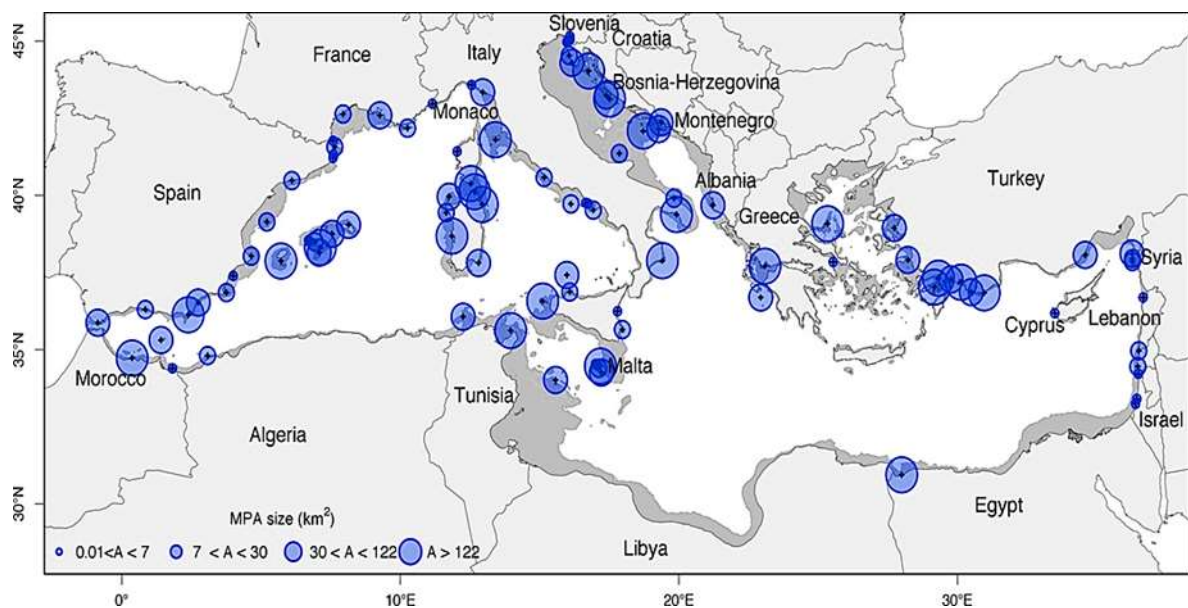 Slovenia
45°N
Croatia
France
Italy
Bosnia-Herzegovina
Monaco
Montenegro
40°N
Spain
Albania
Turkey
Greece
Syria
Cyprus
Lebanon
35°N
Morocco
Malta
Tunisia
Israel
Algeria
30°N
Egypt
MPA size (km²)
0.01<A < 7
7 < A < 30
30 < A < 122
A > 122
Libya
0°
10°E
20°E
30°E